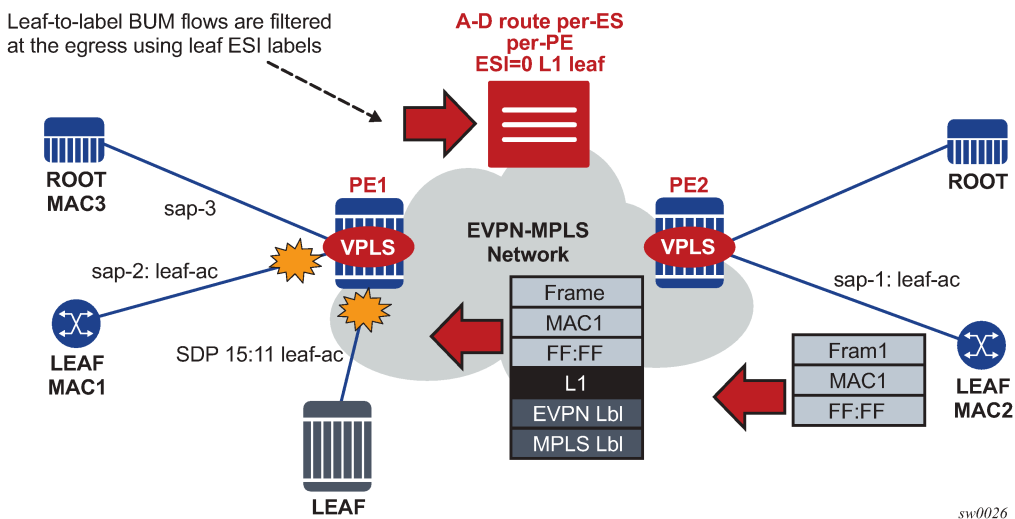 Leaf-to-label BUM flows are filtered
at the egress using leaf ESI labels
A-D route per-ES
per-PE
ESI=0 L1 leaf
ROOT
MAC3
sap-3
PE1
VPLS
EVPN-MPLS
Network
PE2
VPLS
ROOT
sap-2: leaf-ac
sap-1: leaf-ac
LEAF
MAC1
SDP 15:11 leaf-ac
LEAF
Frame
MAC1
FF:FF
L1
EVPN Lbl
MPLS Lbl
Fram1
MAC1
FF:FF
LEAF
MAC2
sw0026